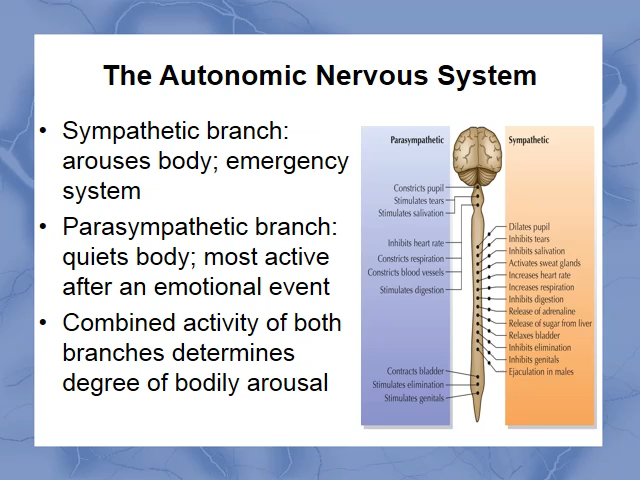 The Autonomic Nervous System
• Sympathetic branch:
arouses body; emergency
system
• Parasympathetic branch:
quiets body; most active
after an emotional event
• Combined activity of both
branches determines
degree of bodily arousal
Parasympathetic
Constricts pupil
Stimulates tears
Stimulates salivation
Inhibits heart rate
Constricts respiration
Constricts blood vessels
Stimulates digestion
Contracts bladder
Stimulates elimination
Stimulates genitals
Sympathetic
Dilates pupil
Inhibits tears
Inhibits salivation
Activates sweat glands
Increases heart rate
Increases respiration
Inhibits digestion
Release of adrenaline
Release of sugar from liver
Relaxes bladder
Inhibits elimination
Inhibits genitals
Ejaculation in males